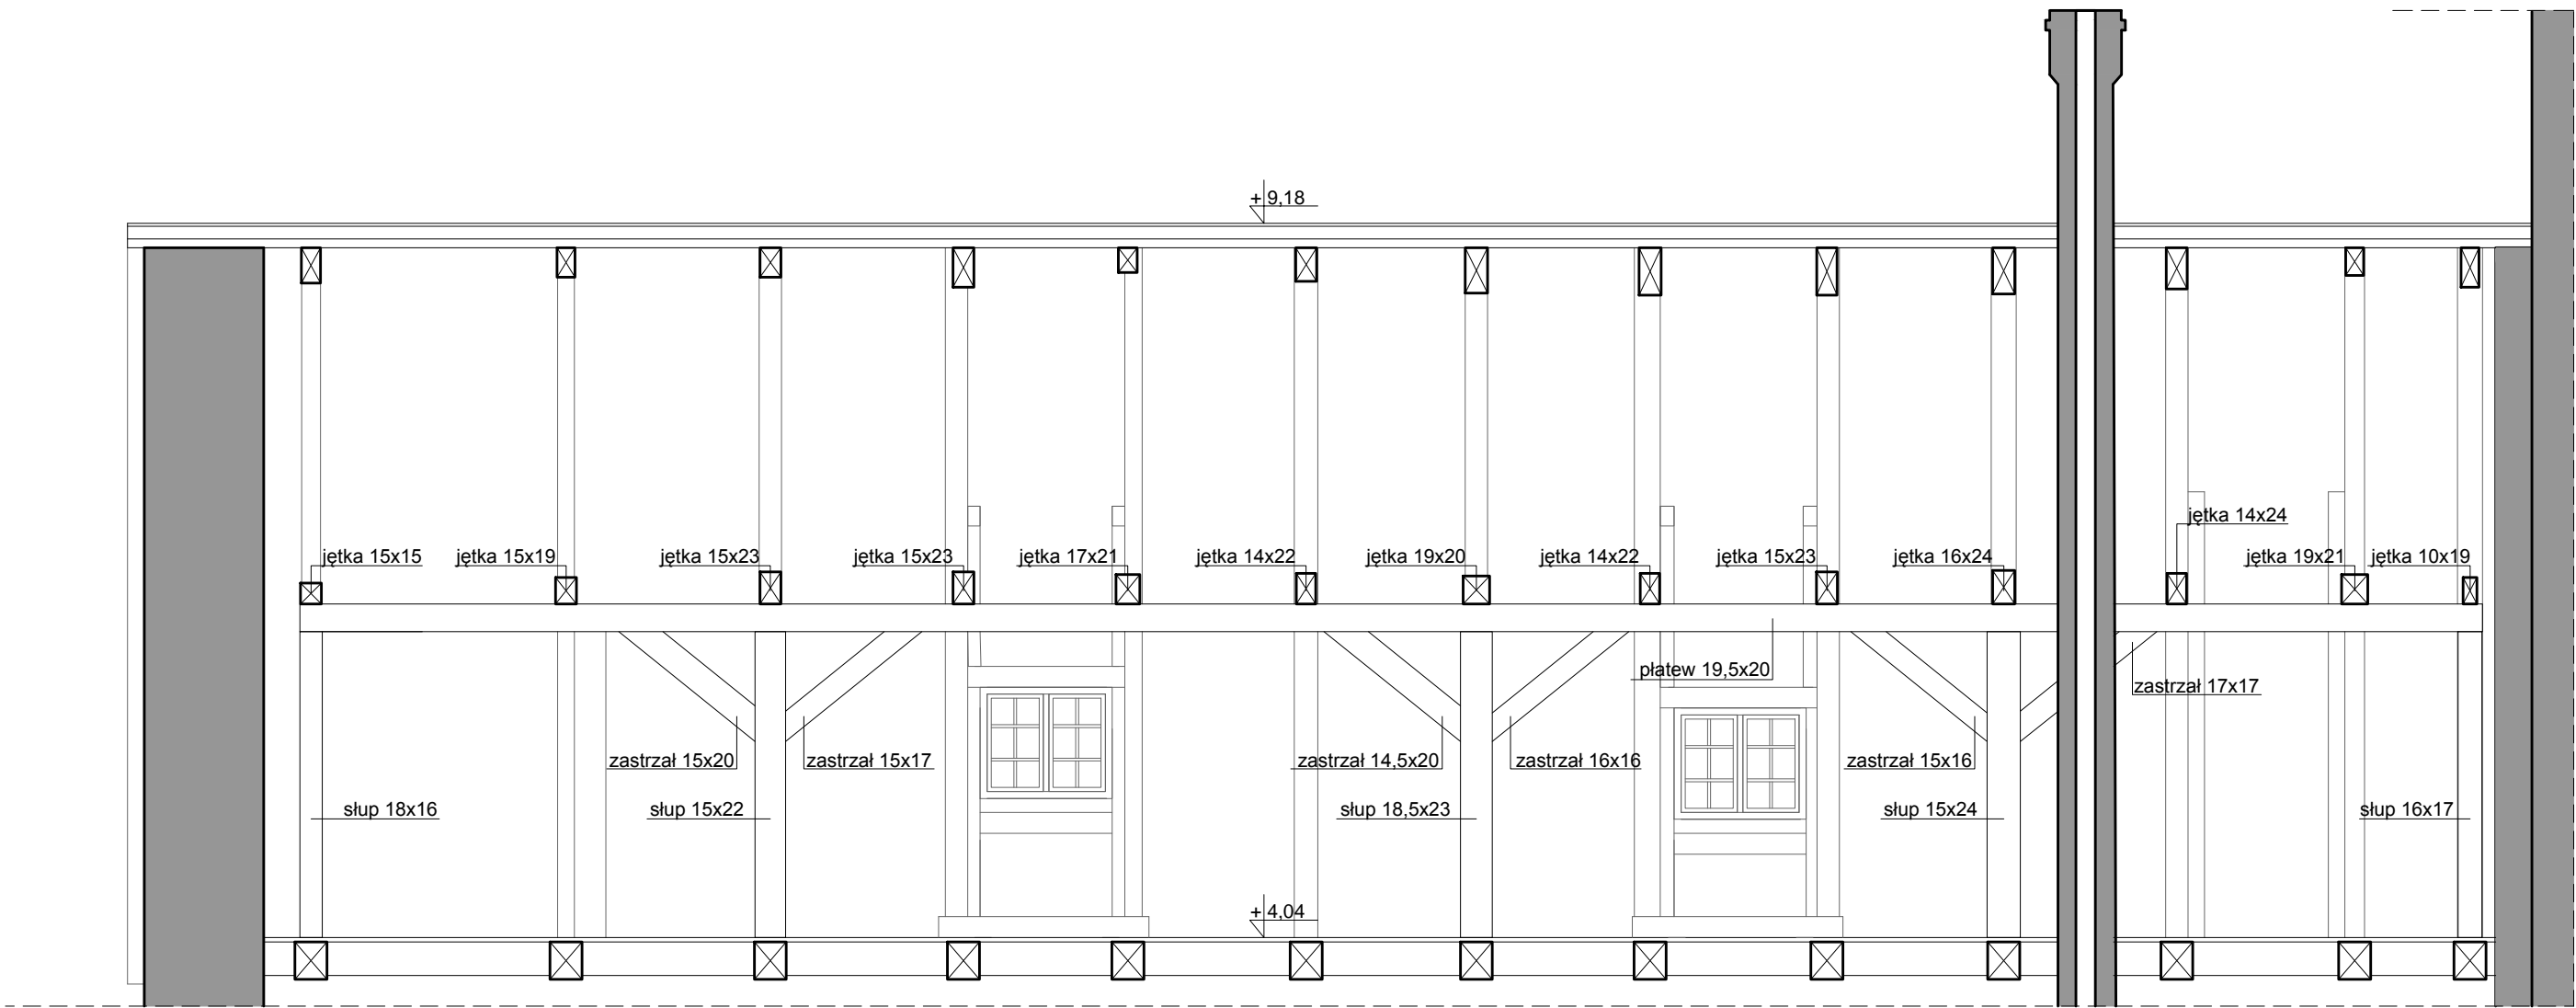 + 9,18
jętka 14x24
jętka 15x15
jętka 15x19
jętka 15x23
jętka 15x23
jętka 17x21
jętka 14x22
jętka 19x20
jętka 14x22
jętka 15x23
jętka 16x24
jętka 19x21
jętka 10x19
płatew 19,5x20
zastrzał 17x17
zastrzał 15x20
zastrzał 15x17
zastrzał 14,5x20
zastrzał 16x16
zastrzał 15x16
słup 18x16
słup 15x22
słup 18,5x23
słup 15x24
słup 16x17
+ 4,04